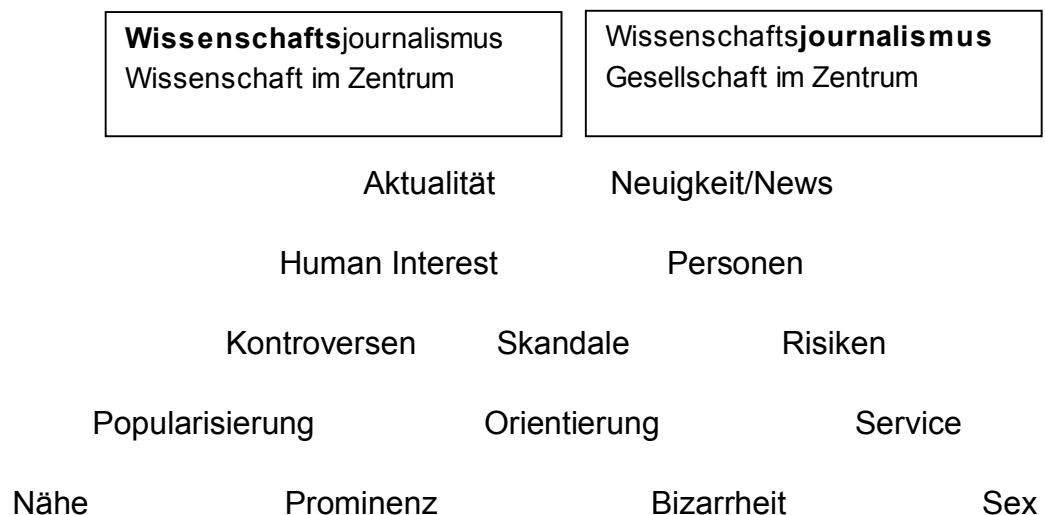 Wissenschaftsjournalismus
Wissenschaft im Zentrum
Wissenschaftsjournalismus
Gesellschaft im Zentrum
Aktualität Neuigkeit/News
Human Interest Personen
Kontroversen Skandale Risiken
Popularisierung Orientierung Service
Nähe Prominenz Bizarrheit Sex